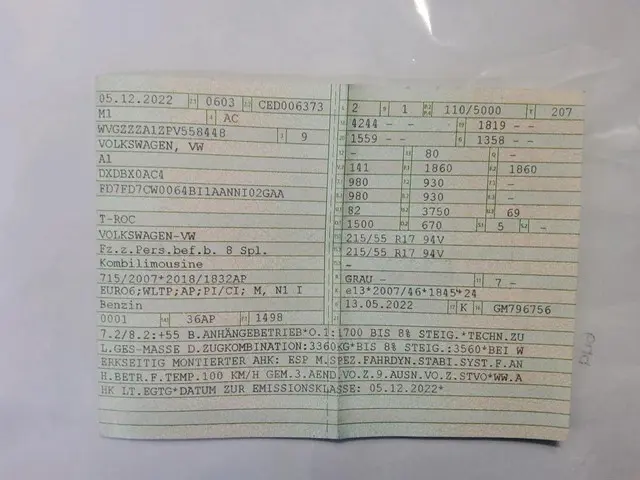 05.12.2022 0603 CED006373
M1 AC
WVGZZZA1ZPV558448 9
VOLKSWAGEN, VW
A1
DXDBX0AC4
FD7FD7CW0064BI1AANNI02GAA
T-ROC
VOLKSWAGEN-VW
Fz.z.Pers.bef.b. 8 Spl.
Kombilimousine
715/2007*2018/1832AP
EURO6;WLTP;AP;PI/CI; M, N1 I
Benzin
0001 36AP 1498
2 1 110/5000 207
4244 - - 1819 - -
1559 - - 1358 - -
- 80 -
141 1860 1860
980 930 -
980 930 -
82 3750 69
1500 670 5 -
215/55 R17 94V
215/55 R17 94V
-
GRAU - 7 -
e13*2007/46*1845*24
13.05.2022 K GM796756
7.2/8.2:+55 B.ANHÄNGEBETRIEB*O.1:1700 BIS 8% STEIG.*TECHN.ZU
L.GES-MASSE D.ZUGKOMBINATION:3360KG*BIS 8% STEIG.:3560*BEI W
ERKSEITIG MONTIERTER AHK: ESP M.SPEZ.FAHRDYN.STABI.SYST.F.AN
H.BETR.F.TEMP.100 KM/H GEM.3.AEND.VO.Z.9.AUSN.VO.Z.STVO*WW.A
HK LT.EGTG*DATUM ZUR EMISSIONSKLASSE: 05.12.2022*